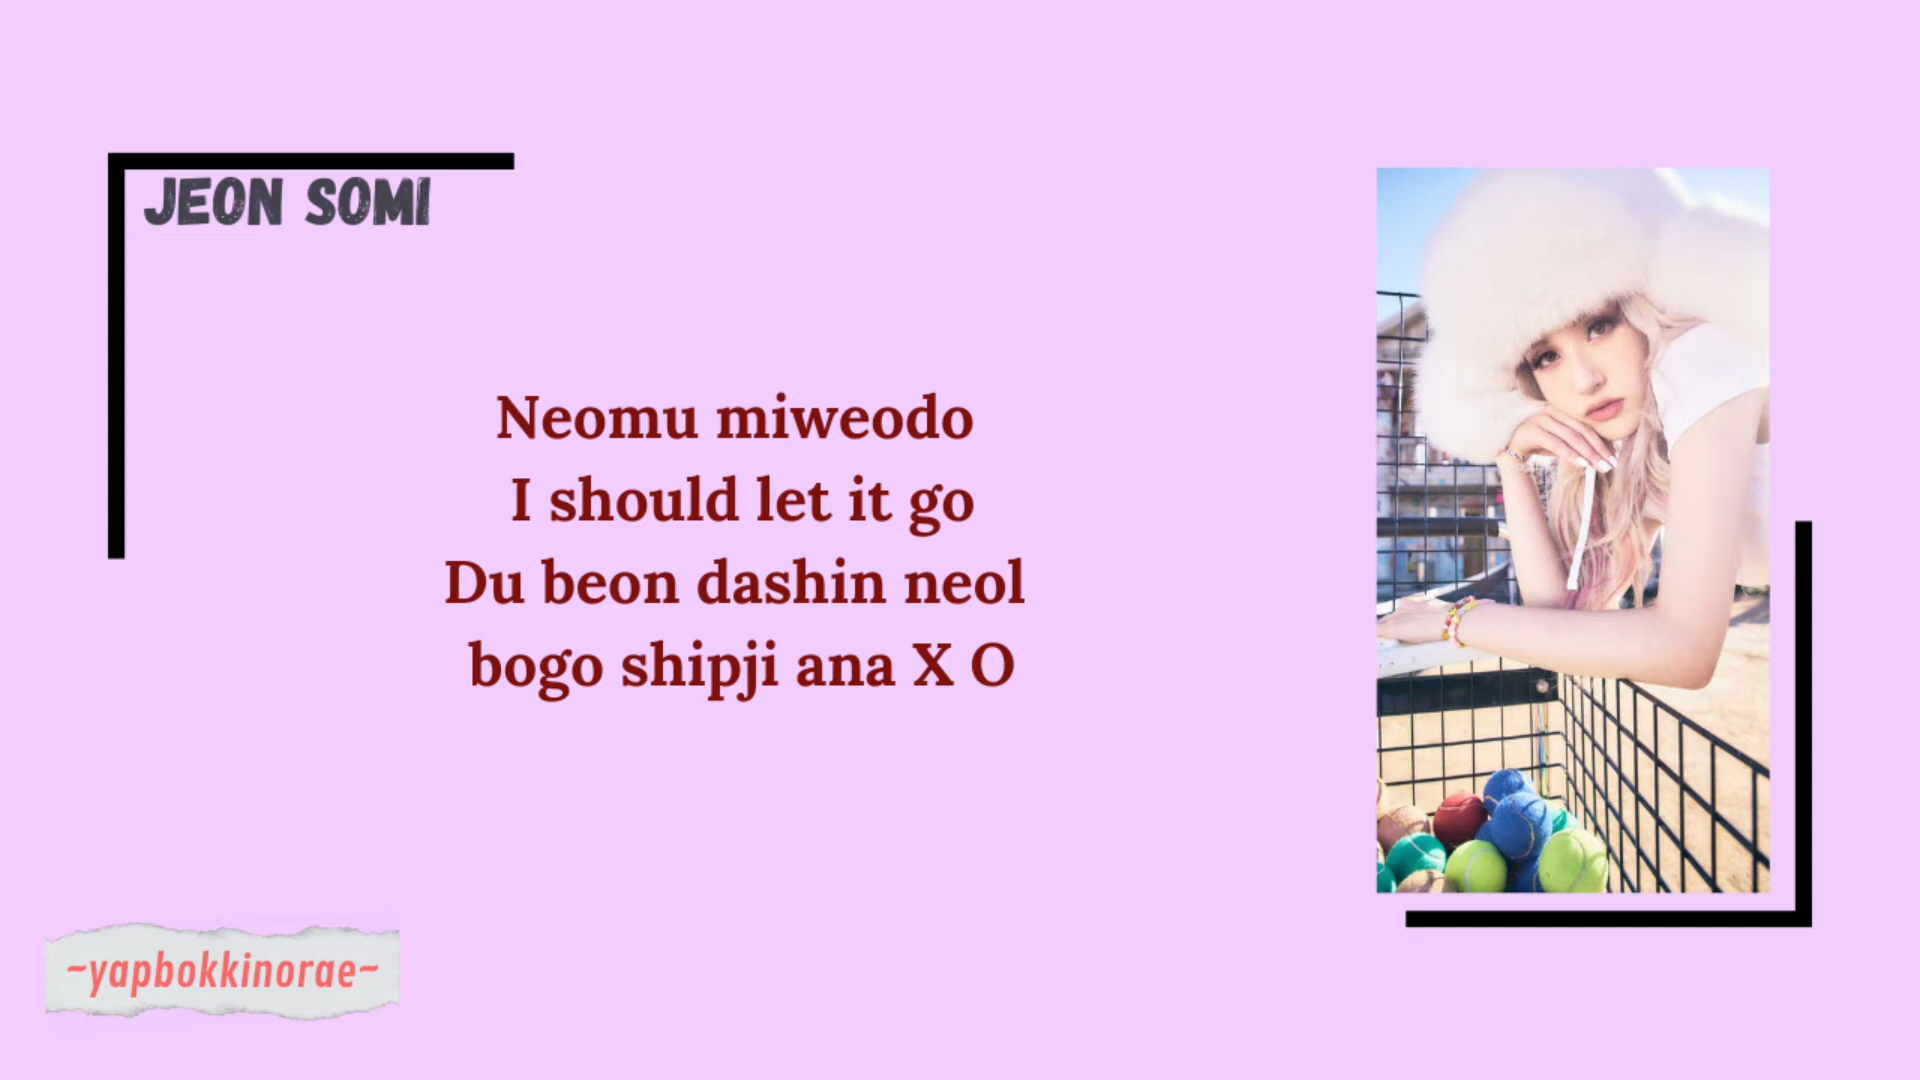 JEON SOMI
Neomu miweodo
I should let it go
Du beon dashin neol
bogo shipji ana X O
~yapbokkinorae~